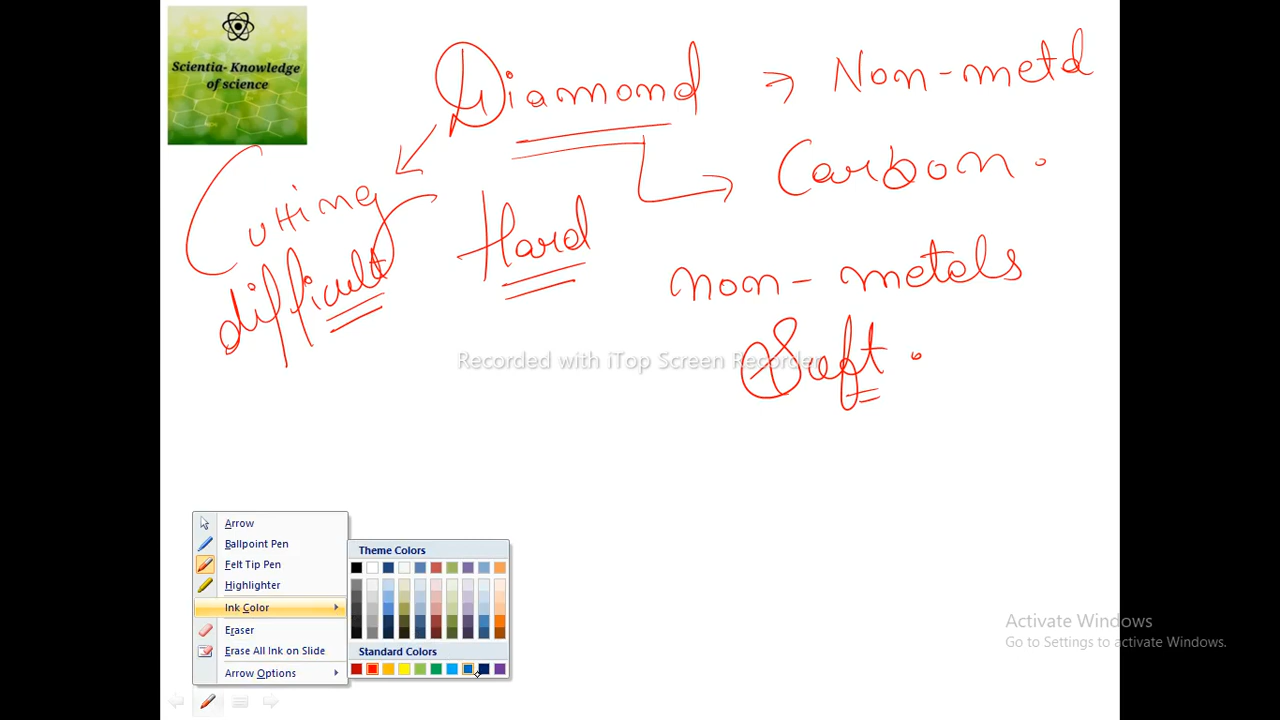 Scientia- Knowledge
of science
Diamond → Non-metal
Carbon.
Cutting
difficult
Hard
non-metals
Soft.
Recorded with iTop Screen Recorder
Arrow
Ballpoint Pen
Felt Tip Pen
Highlighter
Ink Color
Eraser
Erase All Ink on Slide
Arrow Options
Theme Colors
Standard Colors
Activate Windows
Go to Settings to activate Windows.